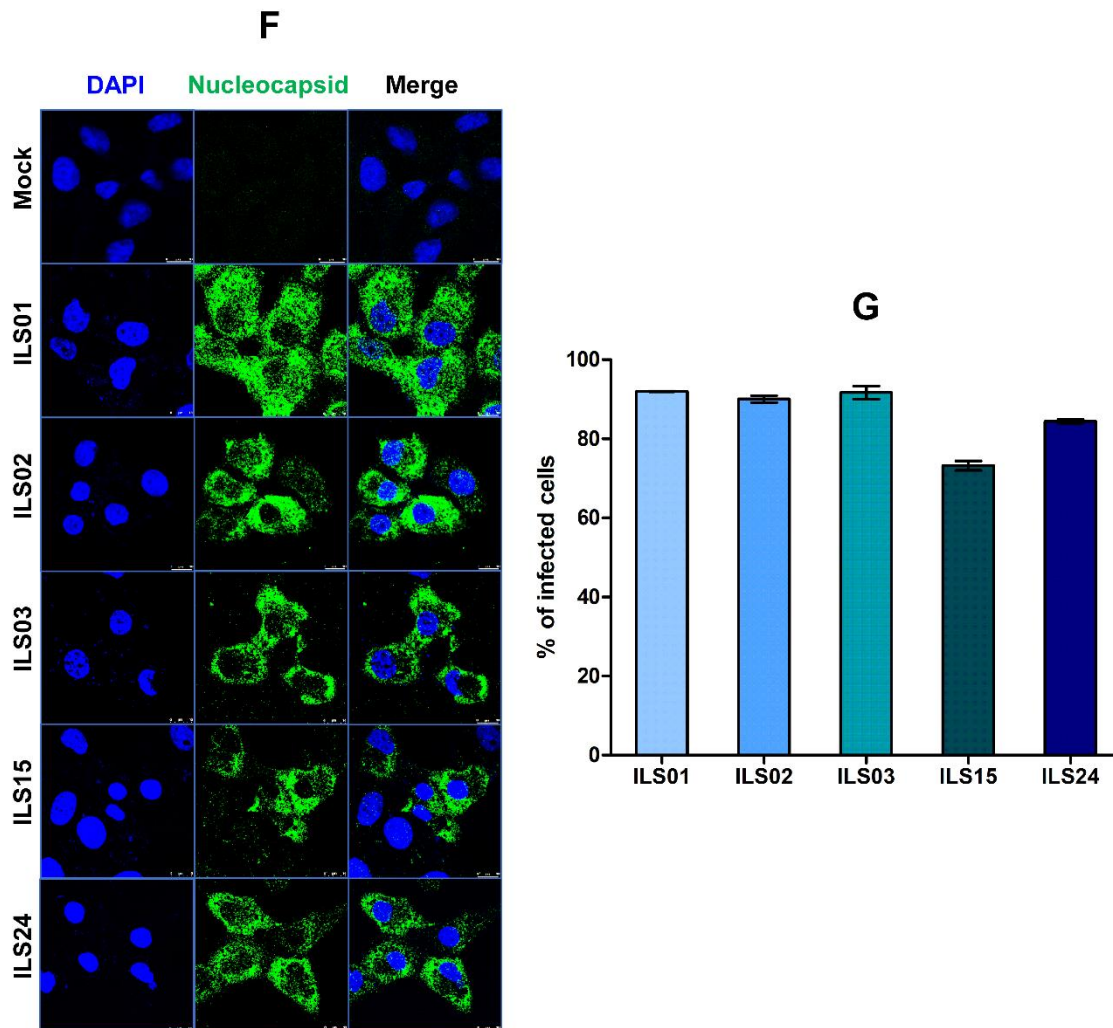 F
DAPI Nucleocapsid Merge
Mock
ILS01
ILS02
ILS03
ILS15
ILS24
G
% of infected cells
100
80
60
40
20
0
ILS01 ILS02 ILS03 ILS15 ILS24